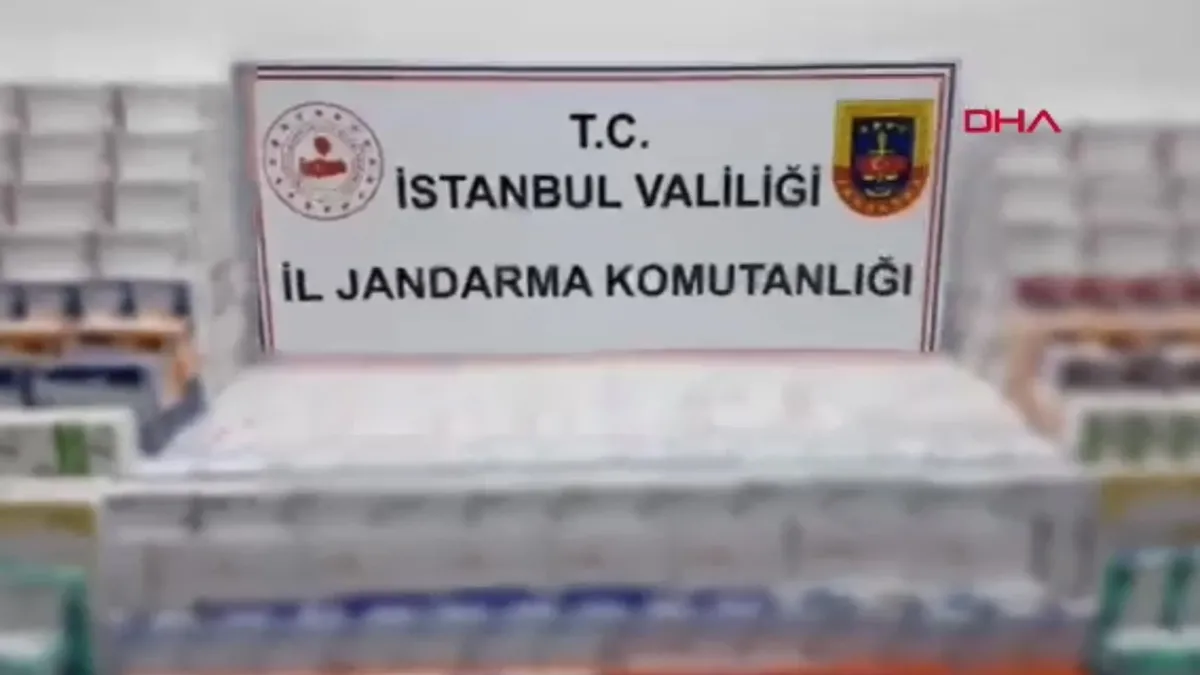 T.C.
DHA
İSTANBUL VALİLİĞİ
İL JANDARMA KOMUTANLIĞI